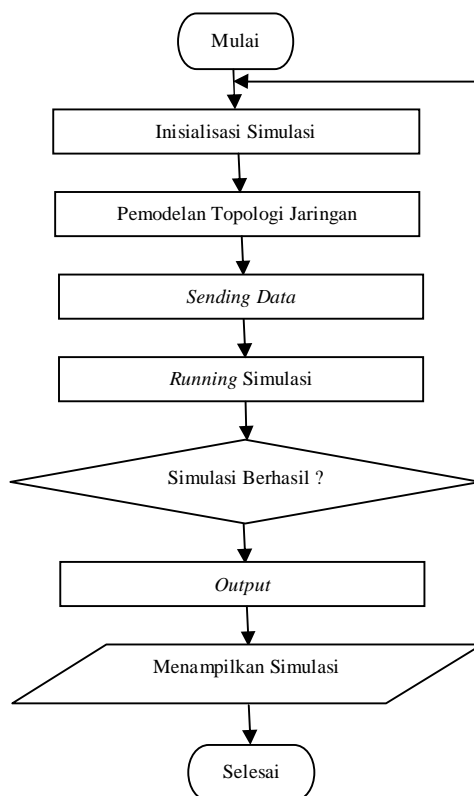 Mulai
Inisialisasi Simulasi
Pemodelan Topologi Jaringan
Sending Data
Running Simulasi
Simulasi Berhasil ?
Output
Menampilkan Simulasi
Selesai